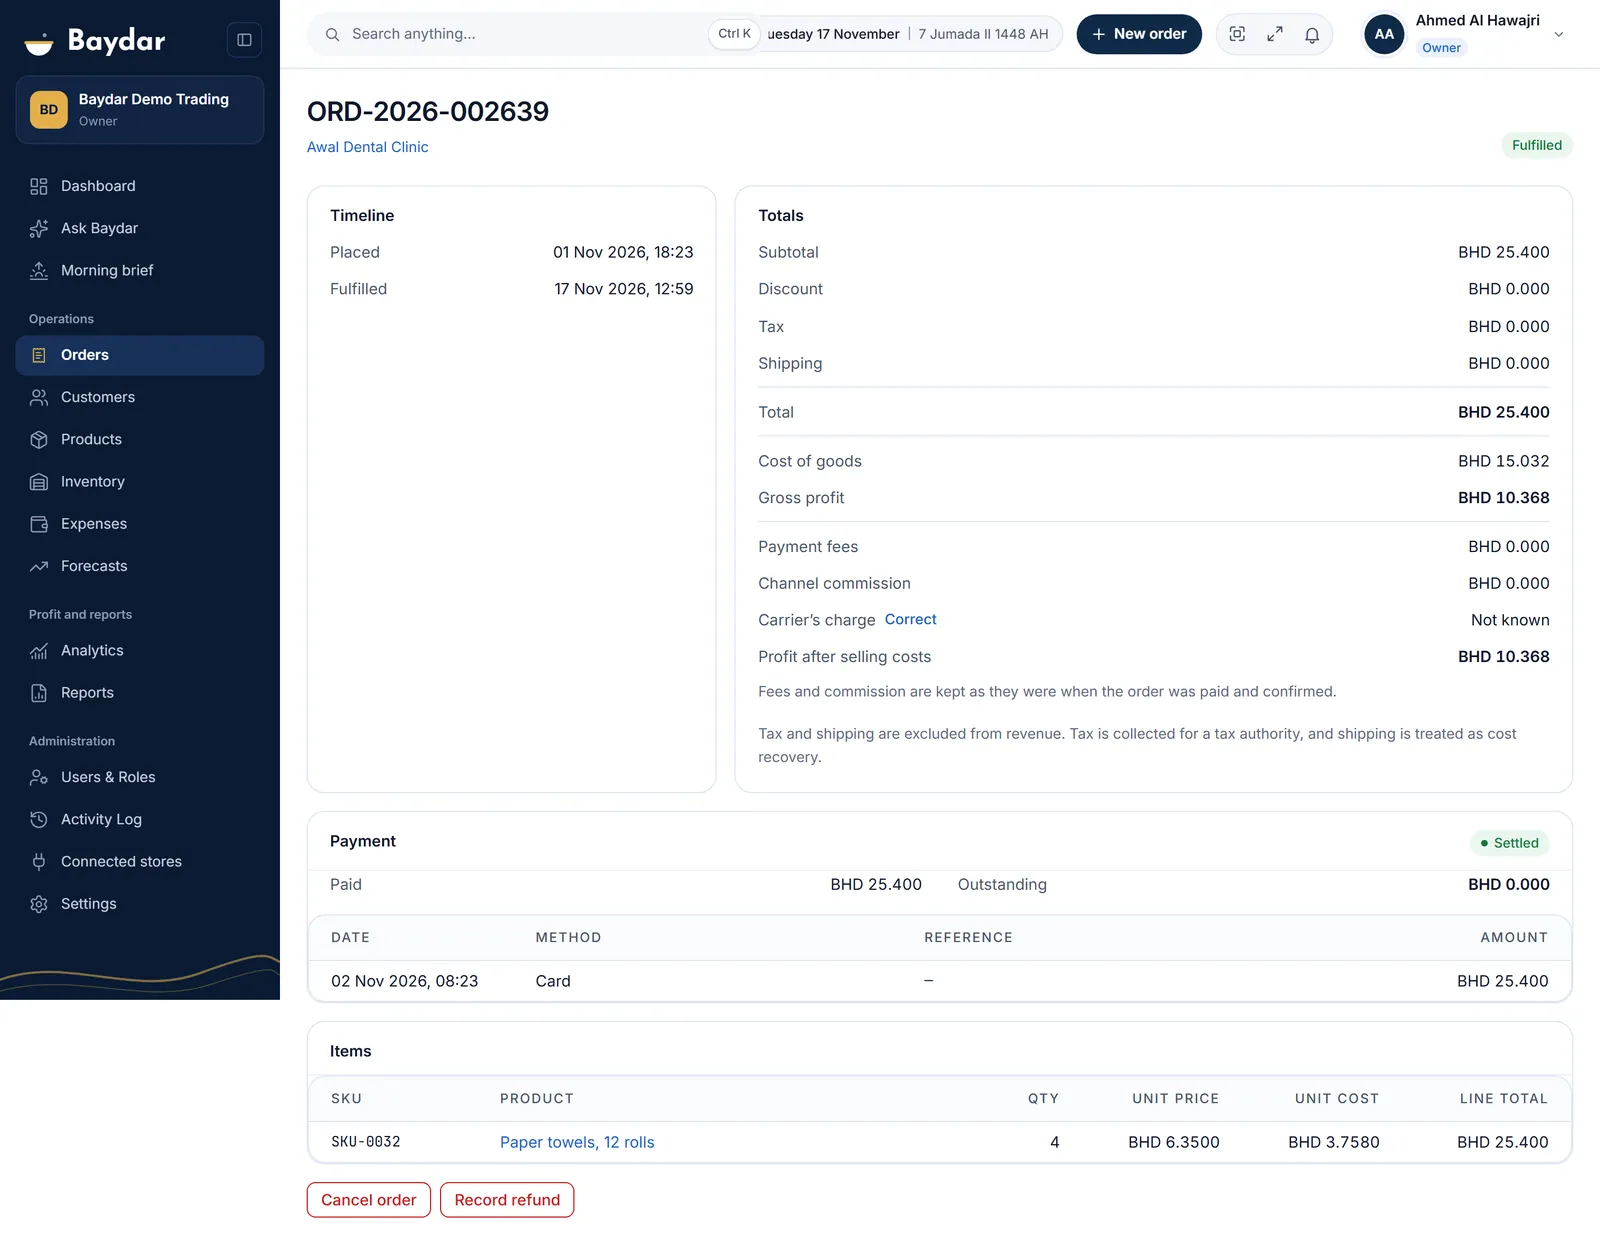 Baydar
BD
Baydar Demo Trading
Owner
Dashboard
Ask Baydar
Morning brief
Operations
Orders
Customers
Products
Inventory
Expenses
Forecasts
Profit and reports
Analytics
Reports
Administration
Users & Roles
Activity Log
Connected stores
Settings
Search anything...
Ctrl K
uesday 17 November
7 Jumada II 1448 AH
+ New order
AA
Ahmed Al Hawajri
Owner
ORD-2026-002639
Awal Dental Clinic
Fulfilled
Timeline
Placed 01 Nov 2026, 18:23
Fulfilled 17 Nov 2026, 12:59
Totals
Subtotal BHD 25.400
Discount BHD 0.000
Tax BHD 0.000
Shipping BHD 0.000
Total BHD 25.400
Cost of goods BHD 15.032
Gross profit BHD 10.368
Payment fees BHD 0.000
Channel commission BHD 0.000
Carrier’s charge Correct Not known
Profit after selling costs BHD 10.368
Fees and commission are kept as they were when the order was paid and confirmed.
Tax and shipping are excluded from revenue. Tax is collected for a tax authority, and shipping is treated as cost
recovery.
Payment
Settled
Paid BHD 25.400 Outstanding BHD 0.000
DATE METHOD REFERENCE AMOUNT
02 Nov 2026, 08:23 Card – BHD 25.400
Items
SKU PRODUCT QTY UNIT PRICE UNIT COST LINE TOTAL
SKU-0032 Paper towels, 12 rolls 4 BHD 6.3500 BHD 3.7580 BHD 25.400
Cancel order
Record refund